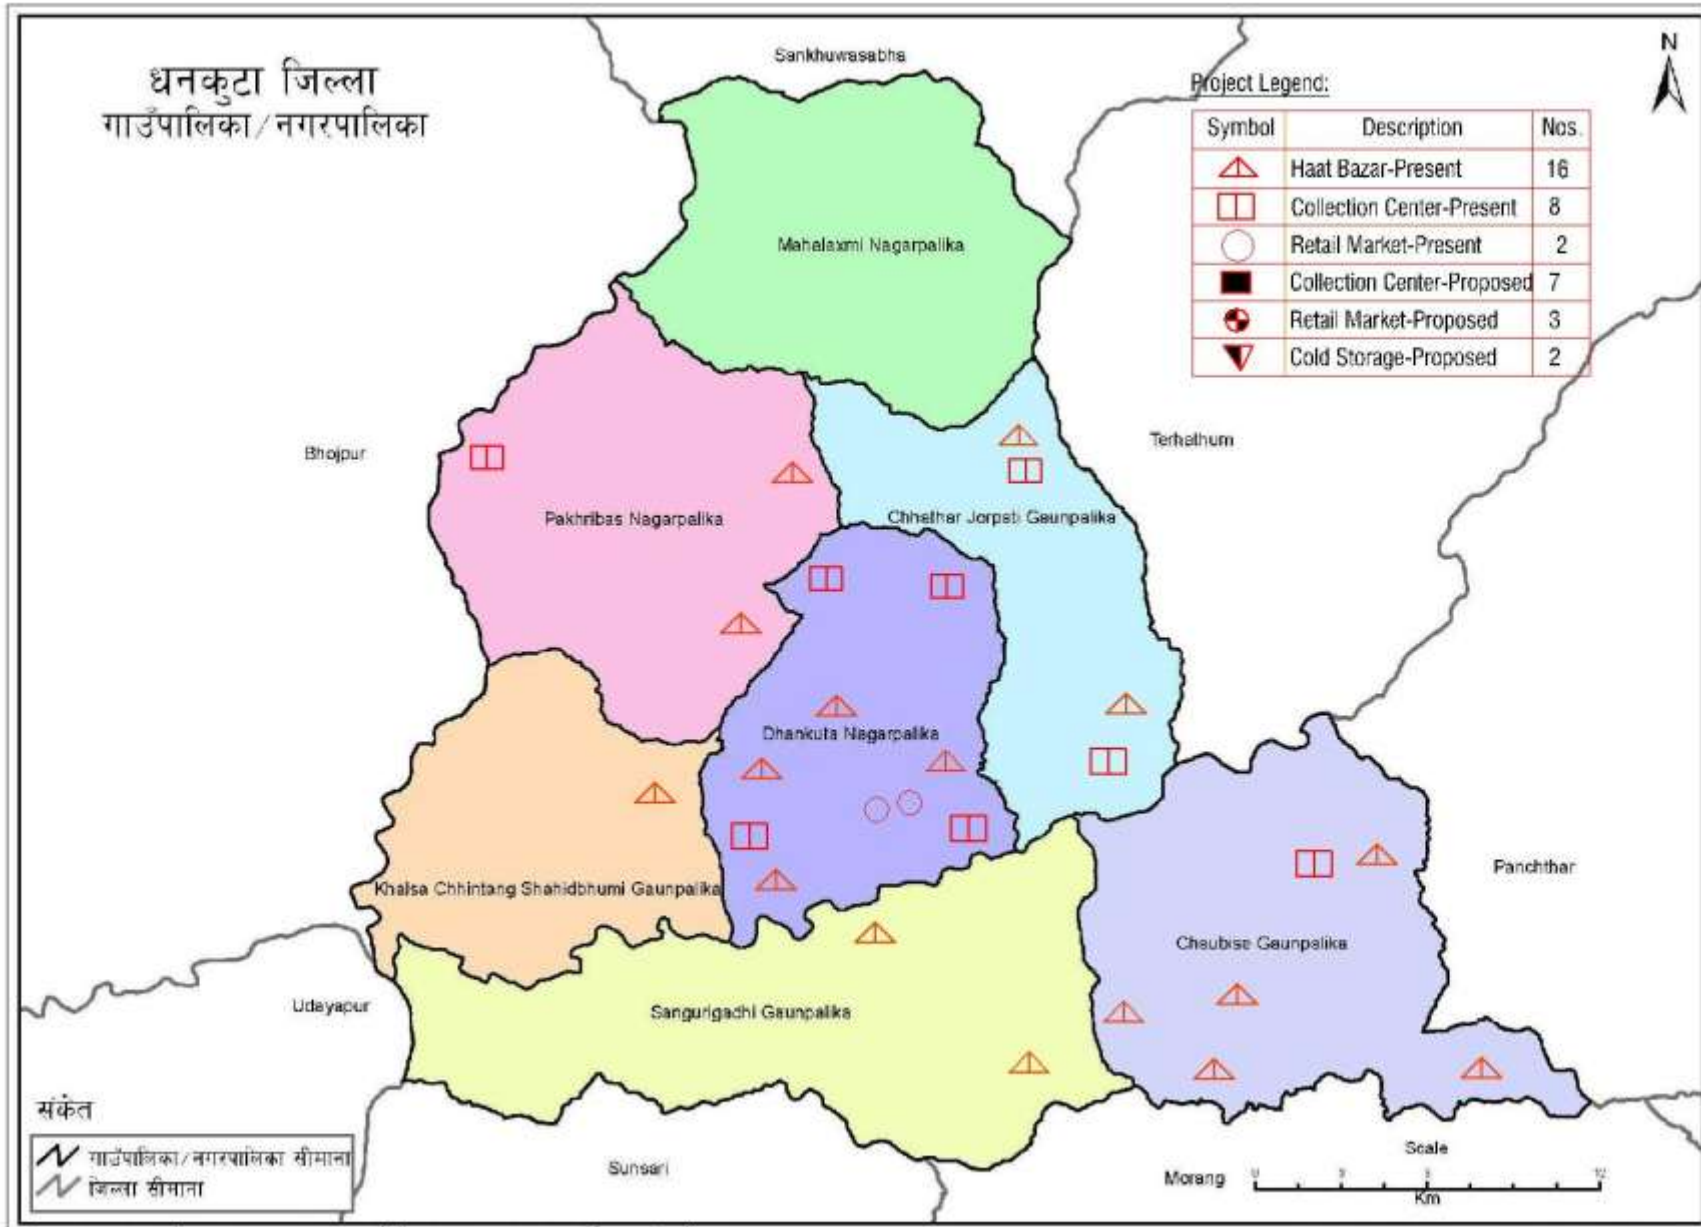 धनकुटा जिल्ला
गाउँपालिका/नगरपालिका
Sankhuwasabha
N
Project Legend:
Symbol Description Nos.
Haat Bazar-Present 16
Collection Center-Present 8
Retail Market-Present 2
Collection Center-Proposed 7
Retail Market-Proposed 3
Cold Storage-Proposed 2
Mahalaxmi Nagarpalika
Bhojpur
Terhathum
Pakhribas Nagarpalika
Chhathar Jorpati Gaunpalika
Dhankuta Nagarpalika
Panchthar
Khalsa Chhintang Shahidbhumi Gaunpalika
Chaubise Gaunpalika
Udayapur
Sangurigadhi Gaunpalika
संकेत
गाउँपालिका/नगरपालिका सीमाना
जिल्ला सीमाना
Sunsari
Morang
Scale
0 12
Km